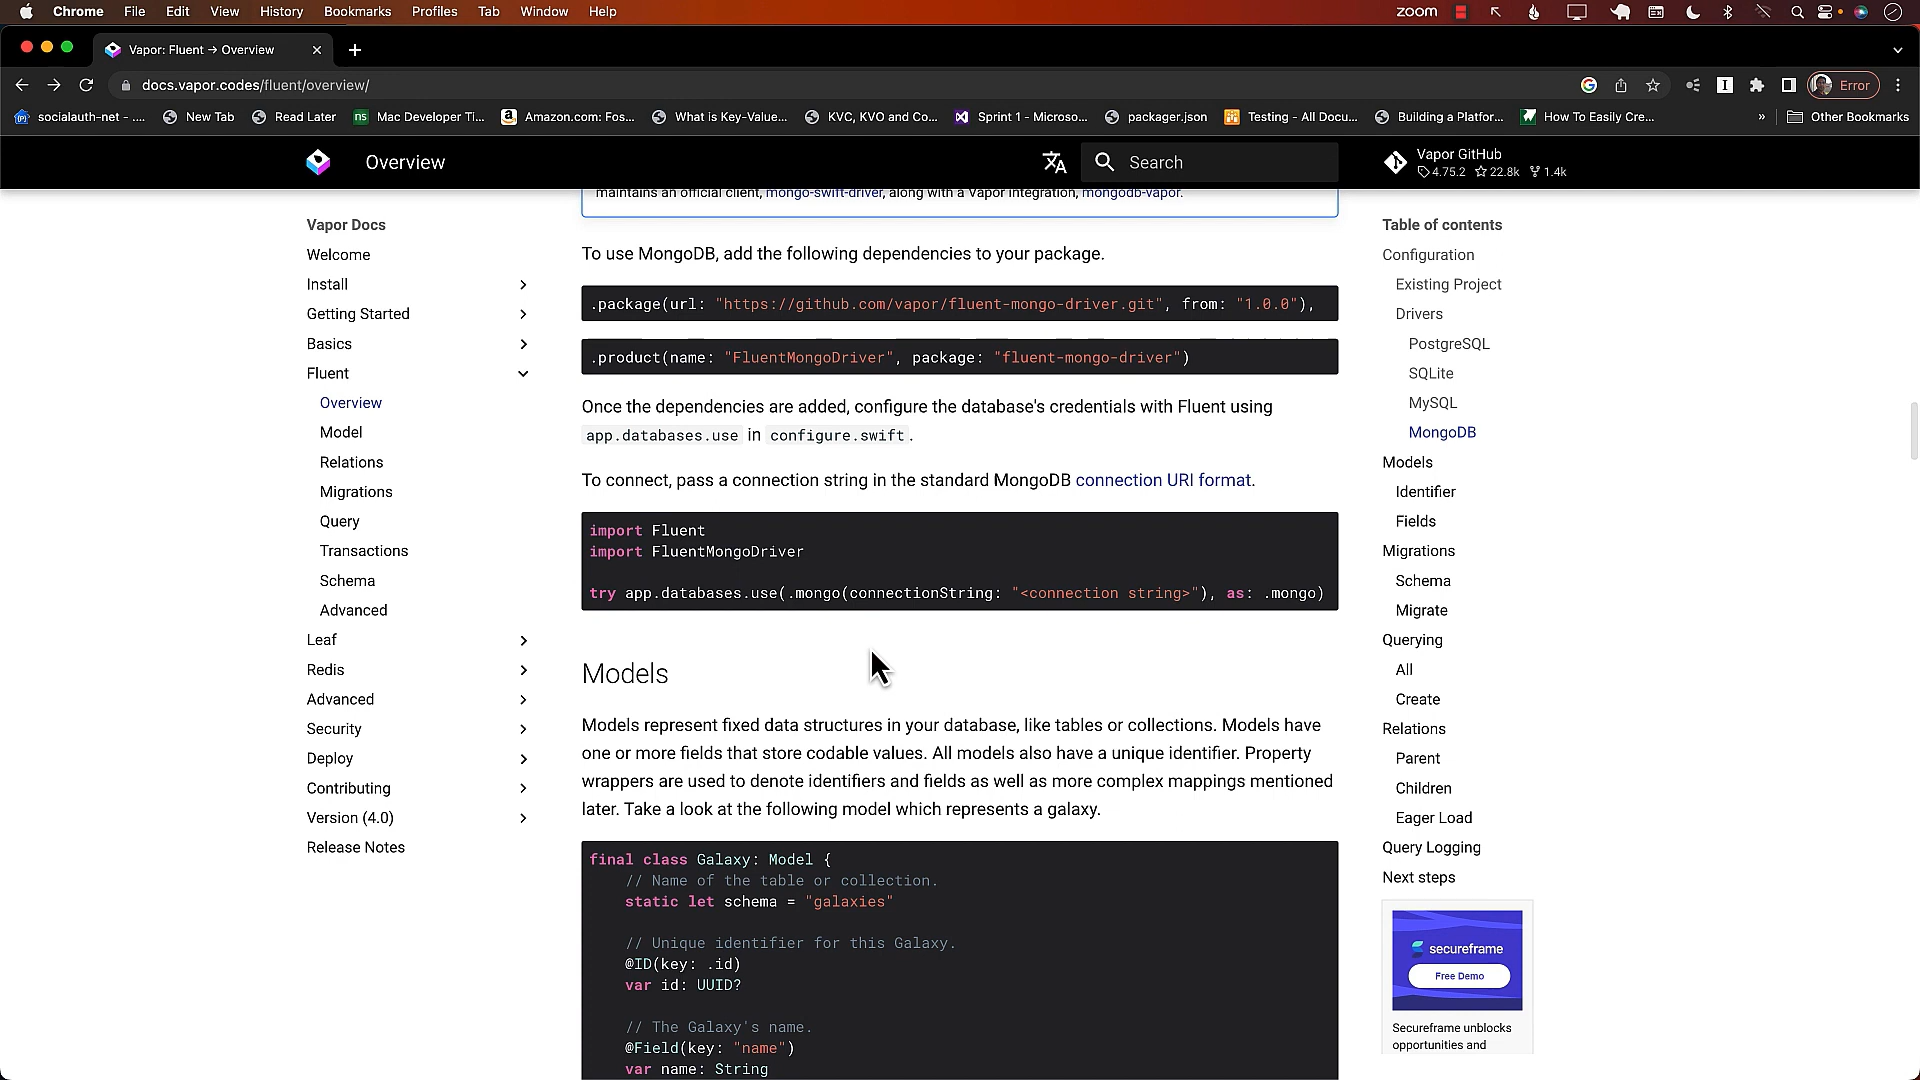 Chrome File Edit View History Bookmarks Profiles Tab Window Help
zoom
Vapor: Fluent → Overview
docs.vapor.codes/fluent/overview/
Error
socialauth-net - .... New Tab Read Later Mac Developer Ti... Amazon.com: Fos... What is Key-Value... KVC, KVO and Co... Sprint 1 - Microso... packager.json Testing - All Docu... Building a Platfor... How To Easily Cre... » Other Bookmarks
Overview
Search
Vapor GitHub
4.75.2 22.8k 1.4k
Vapor Docs
Welcome
Install
Getting Started
Basics
Fluent
Overview
Model
Relations
Migrations
Query
Transactions
Schema
Advanced
Leaf
Redis
Advanced
Security
Deploy
Contributing
Version (4.0)
Release Notes
maintains an official client, mongo-swift-driver, along with a Vapor integration, mongodb-vapor.
To use MongoDB, add the following dependencies to your package.
.package(url: "https://github.com/vapor/fluent-mongo-driver.git", from: "1.0.0"),
.product(name: "FluentMongoDriver", package: "fluent-mongo-driver")
Once the dependencies are added, configure the database's credentials with Fluent using
app.databases.use in configure.swift.
To connect, pass a connection string in the standard MongoDB connection URI format.
import Fluent
import FluentMongoDriver
try app.databases.use(.mongo(connectionString: "<connection string>"), as: .mongo)
Models
Models represent fixed data structures in your database, like tables or collections. Models have
one or more fields that store codable values. All models also have a unique identifier. Property
wrappers are used to denote identifiers and fields as well as more complex mappings mentioned
later. Take a look at the following model which represents a galaxy.
final class Galaxy: Model {
// Name of the table or collection.
static let schema = "galaxies"
// Unique identifier for this Galaxy.
@ID(key: .id)
var id: UUID?
// The Galaxy's name.
@Field(key: "name")
var name: String
Table of contents
Configuration
Existing Project
Drivers
PostgreSQL
SQLite
MySQL
MongoDB
Models
Identifier
Fields
Migrations
Schema
Migrate
Querying
All
Create
Relations
Parent
Children
Eager Load
Query Logging
Next steps
secureframe
Free Demo
Secureframe unblocks
opportunities and